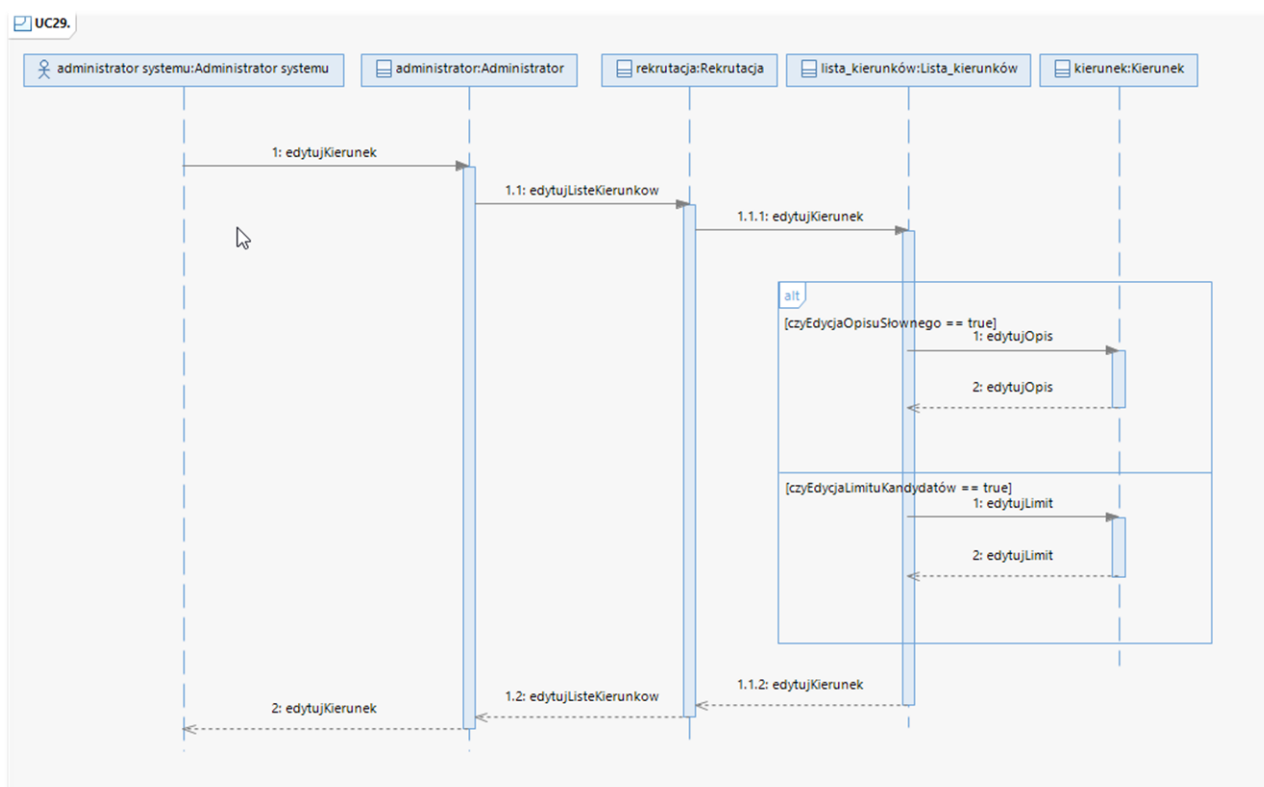 UC29.
administrator systemu:Administrator systemu
administrator:Administrator
rekrutacja:Rekrutacja
lista_kierunków:Lista_kierunków
kierunek:Kierunek
1: edytujKierunek
1.1: edytujListeKierunkow
1.1.1: edytujKierunek
alt
[czyEdycjaOpisuSłownego == true]
1: edytujOpis
2: edytujOpis
[czyEdycjaLimituKandydatów == true]
1: edytujLimit
2: edytujLimit
1.1.2: edytujKierunek
1.2: edytujListeKierunkow
2: edytujKierunek